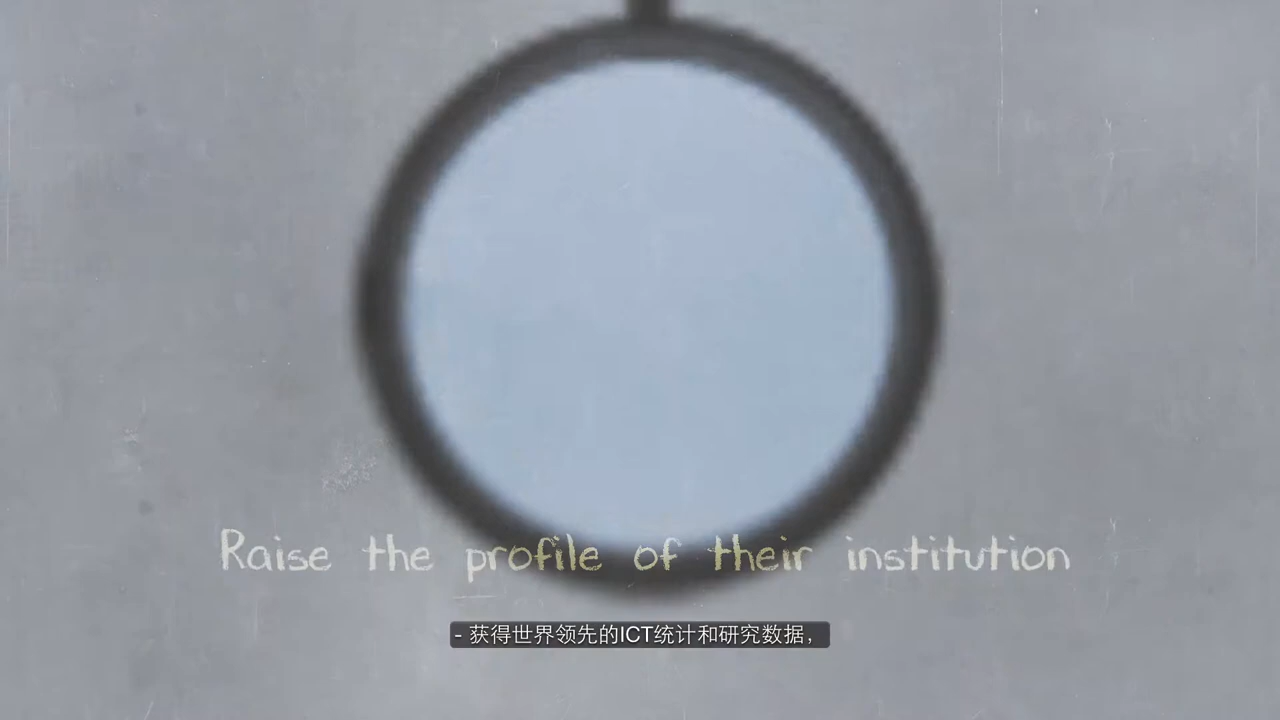 Raise the profile of their institution
- 获得世界领先的ICT统计和研究数据，